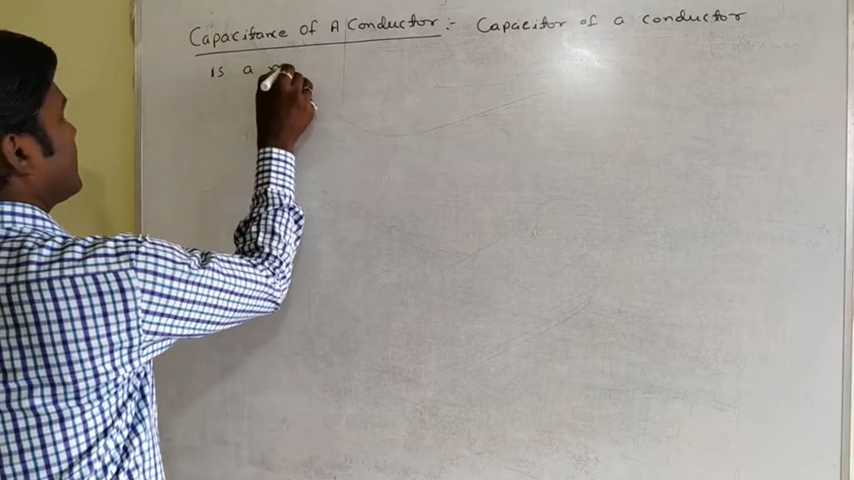 Capacitance of A Conductor :- Capacitor of a conductor
is a